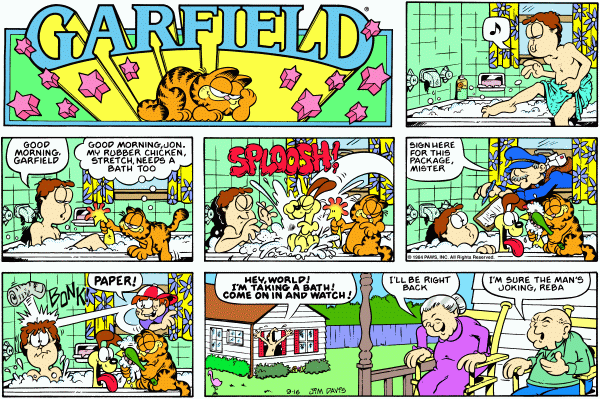 GARFIELD
®
♪
GOOD
MORNING,
GARFIELD
GOOD MORNING, JON.
MY RUBBER CHICKEN,
STRETCH, NEEDS A
BATH TOO
SPLOOSH!
SIGN HERE
FOR THIS
PACKAGE,
MISTER
© 1984 PAWS, INC. All Rights Reserved.
BONK!
PAPER!
HEY, WORLD!
I'M TAKING A BATH!
COME ON IN AND WATCH!
I'LL BE RIGHT
BACK
I'M SURE THE MAN'S
JOKING, REBA
9-16 JIM DAVIS